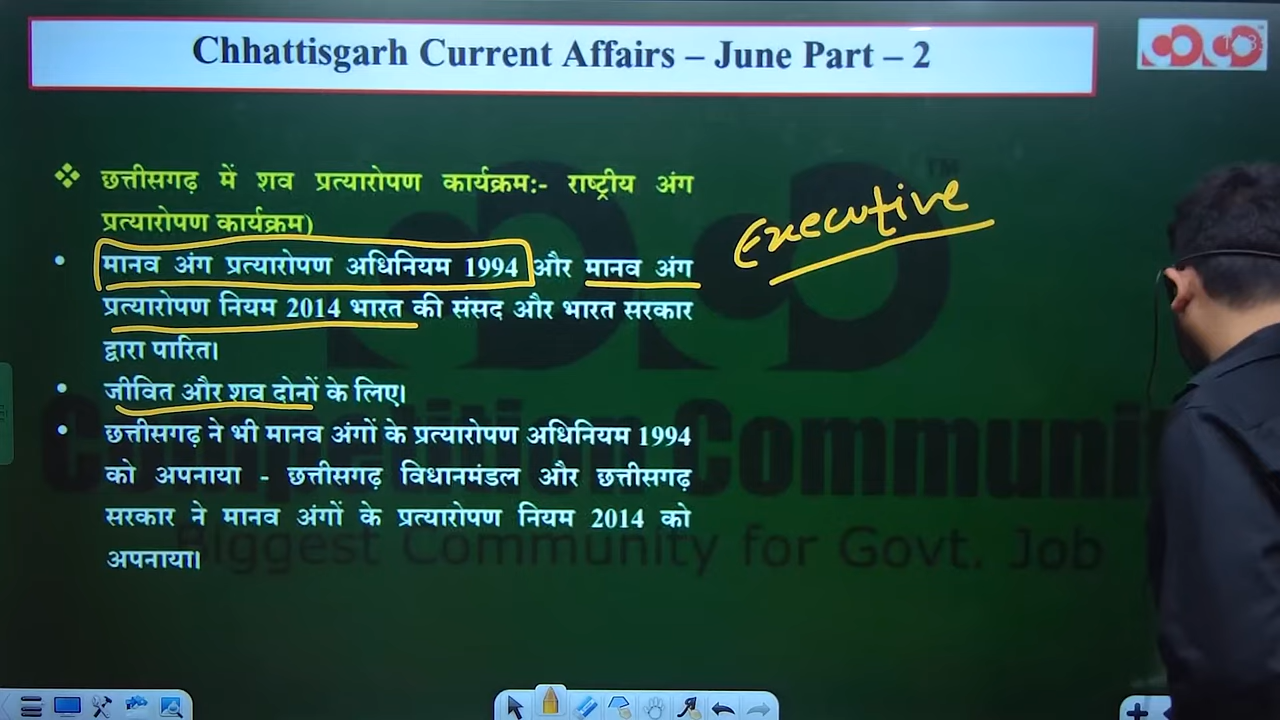 Chhattisgarh Current Affairs – June Part – 2
❖ छत्तीसगढ़ में शव प्रत्यारोपण कार्यक्रम:- राष्ट्रीय अंग
प्रत्यारोपण कार्यक्रम)
Executive
• मानव अंग प्रत्यारोपण अधिनियम 1994 और मानव अंग
प्रत्यारोपण नियम 2014 भारत की संसद और भारत सरकार
द्वारा पारित।
• जीवित और शव दोनों के लिए।
• छत्तीसगढ़ ने भी मानव अंगों के प्रत्यारोपण अधिनियम 1994
को अपनाया - छत्तीसगढ़ विधानमंडल और छत्तीसगढ़
सरकार ने मानव अंगों के प्रत्यारोपण नियम 2014 को
अपनाया।
TM
Competition Communi
Biggest Community for Govt. Job